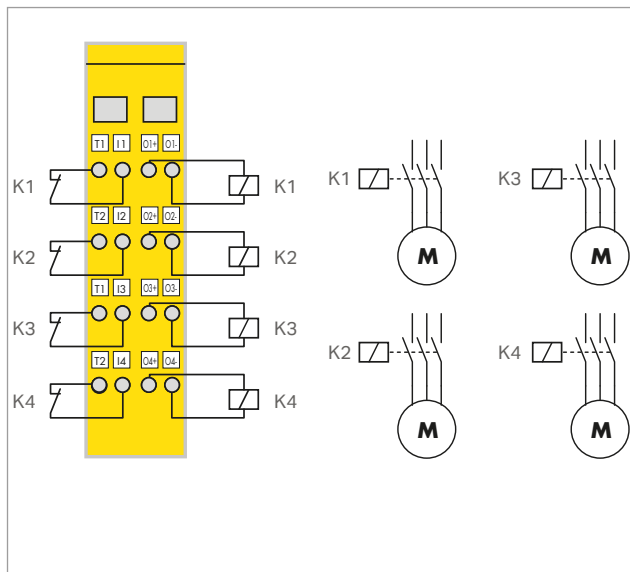 T1 I1 O1+ O1-
K1 K1
T2 I2 O2+ O2-
K2 K2
T1 I3 O3+ O3-
K3 K3
T2 I4 O4+ O4-
K4 K4
K1 M
K3 M
K2 M
K4 M